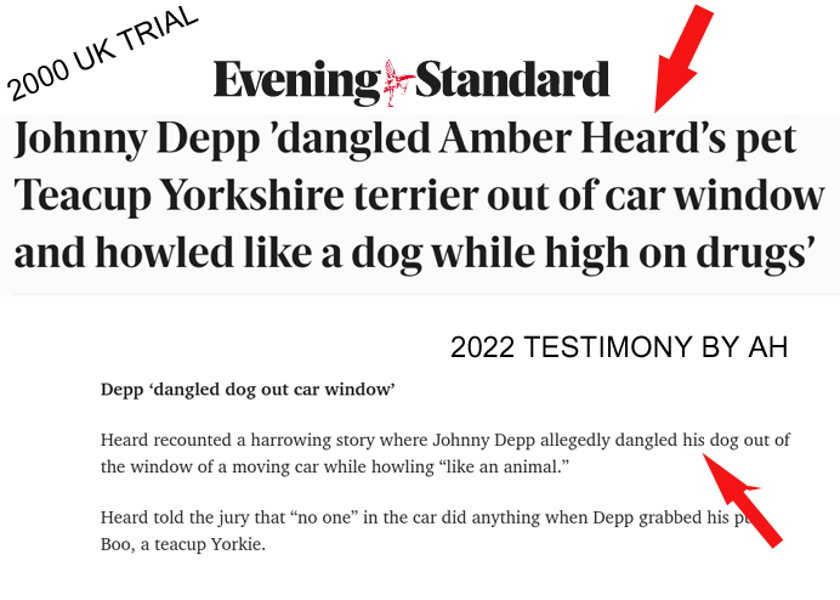 2000 UK TRIAL
Evening Standard
Johnny Depp ’dangled Amber Heard’s pet
Teacup Yorkshire terrier out of car window
and howled like a dog while high on drugs’
2022 TESTIMONY BY AH
Depp ‘dangled dog out car window’
Heard recounted a harrowing story where Johnny Depp allegedly dangled his dog out of
the window of a moving car while howling “like an animal.”
Heard told the jury that “no one” in the car did anything when Depp grabbed his
Boo, a teacup Yorkie.